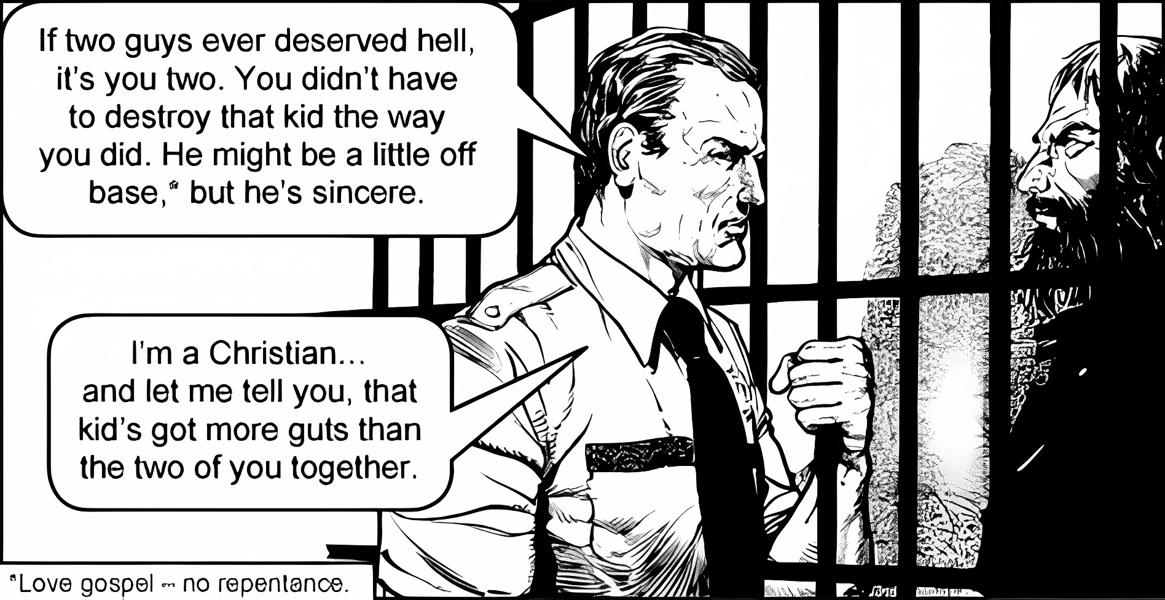 If two guys ever deserved hell,
it's you two. You didn't have
to destroy that kid the way
you did. He might be a little off
base,* but he's sincere.
I'm a Christian...
and let me tell you, that
kid's got more guts than
the two of you together.
*Love gospel — no repentance.